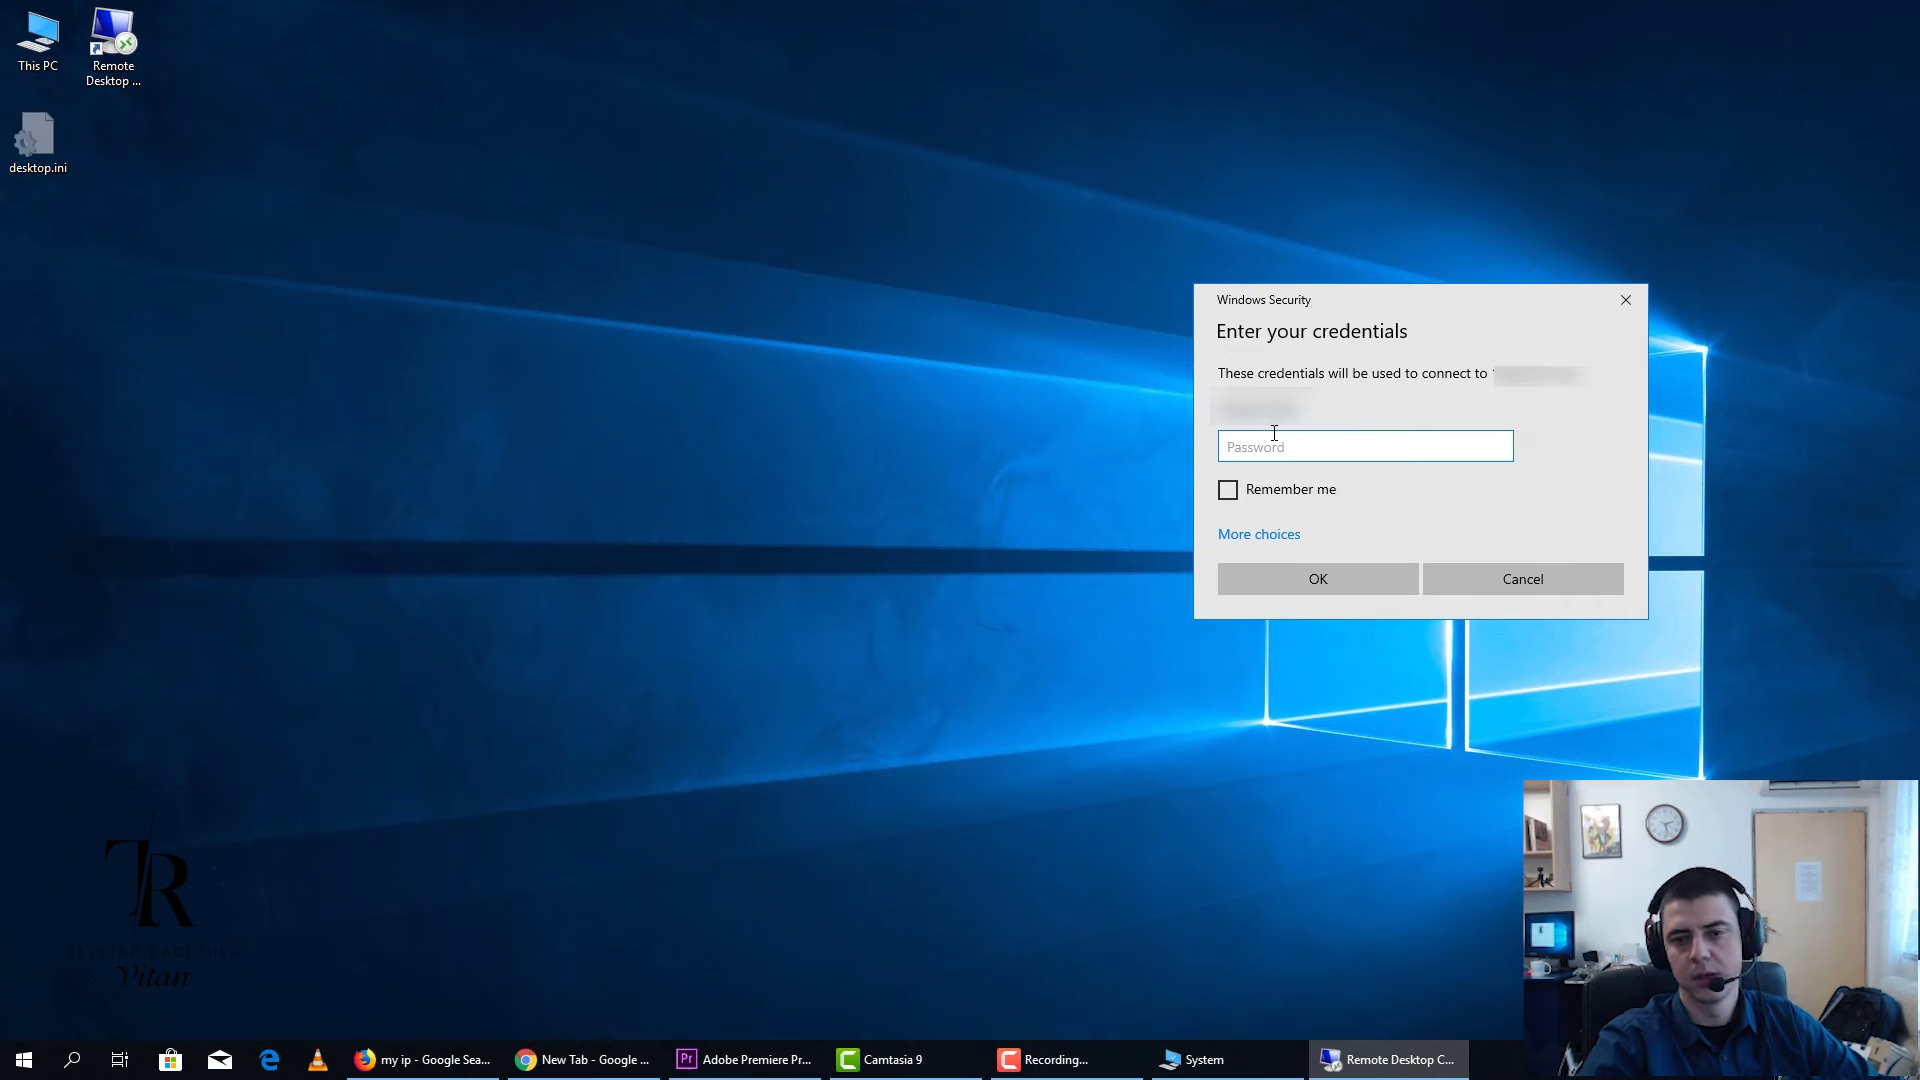 This PC
Remote
Desktop ...
desktop.ini
Windows Security
Enter your credentials
These credentials will be used to connect to
Password
Remember me
More choices
OK
Cancel
TR
Vitan
my ip - Google Sea...
New Tab - Google ...
Pr
Adobe Premiere Pr...
Camtasia 9
Recording...
System
Remote Desktop C...